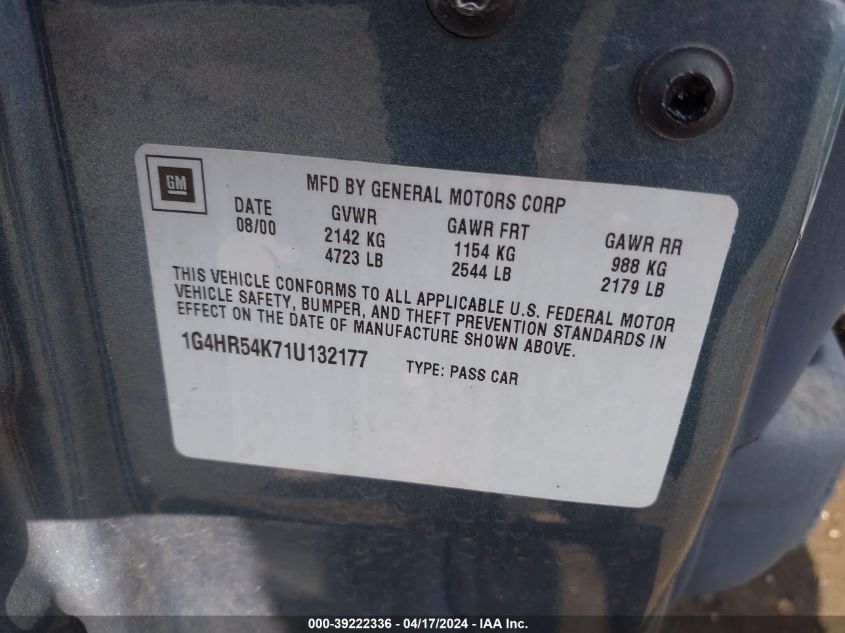 GM
MFD BY GENERAL MOTORS CORP
DATE GVWR GAWR FRT GAWR RR
08/00 2142 KG 1154 KG 988 KG
4723 LB 2544 LB 2179 LB
THIS VEHICLE CONFORMS TO ALL APPLICABLE U.S. FEDERAL MOTOR
VEHICLE SAFETY, BUMPER, AND THEFT PREVENTION STANDARDS IN
EFFECT ON THE DATE OF MANUFACTURE SHOWN ABOVE.
1G4HR54K71U132177 TYPE: PASS CAR
000-39222336 - 04/17/2024 - IAA Inc.